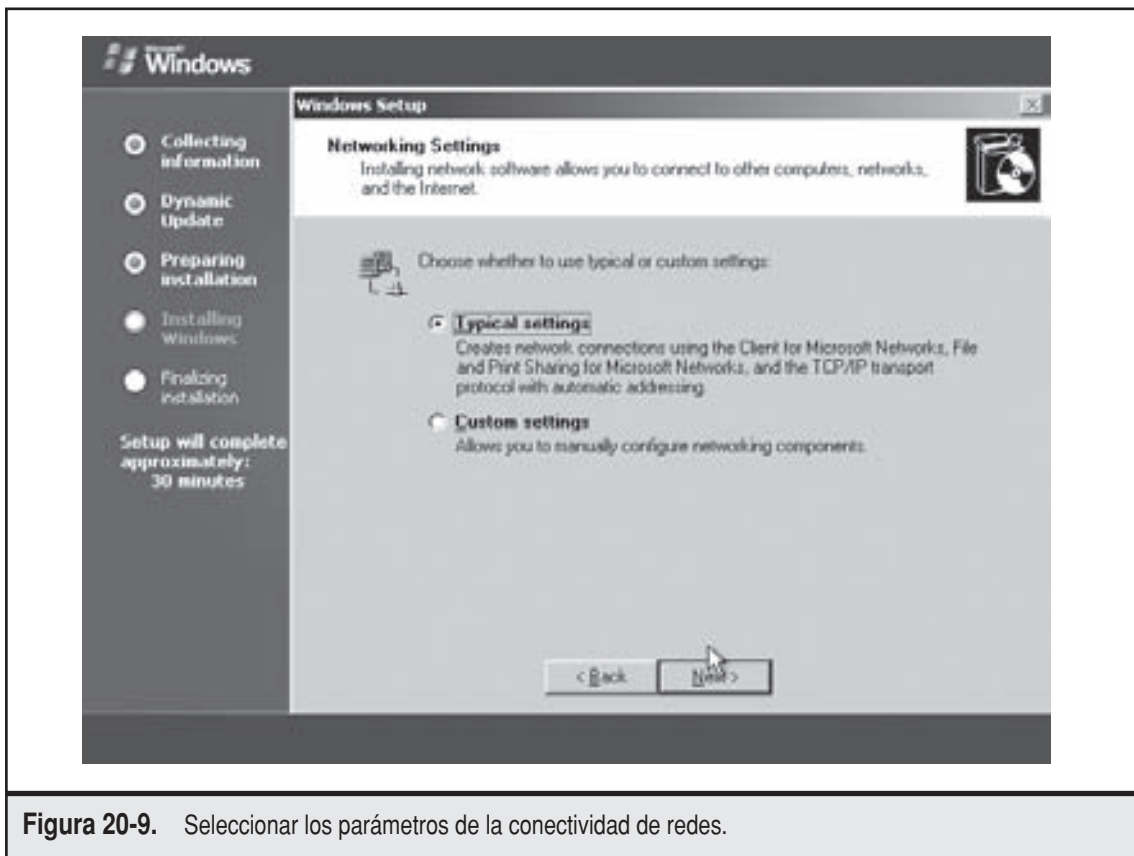 Microsoft
Windows
Windows Setup
Collecting
information
Dynamic
Update
Preparing
installation
Installing
Windows
Finalizing
installation
Setup will complete
approximately:
30 minutes
Networking Settings
Installing network software allows you to connect to other computers, networks,
and the Internet.
Choose whether to use typical or custom settings:
Typical settings
Creates network connections using the Client for Microsoft Networks, File
and Print Sharing for Microsoft Networks, and the TCP/IP transport
protocol with automatic addressing.
Custom settings
Allows you to manually configure networking components.
< Back
Next >
Figura 20-9. Seleccionar los parámetros de la conectividad de redes.